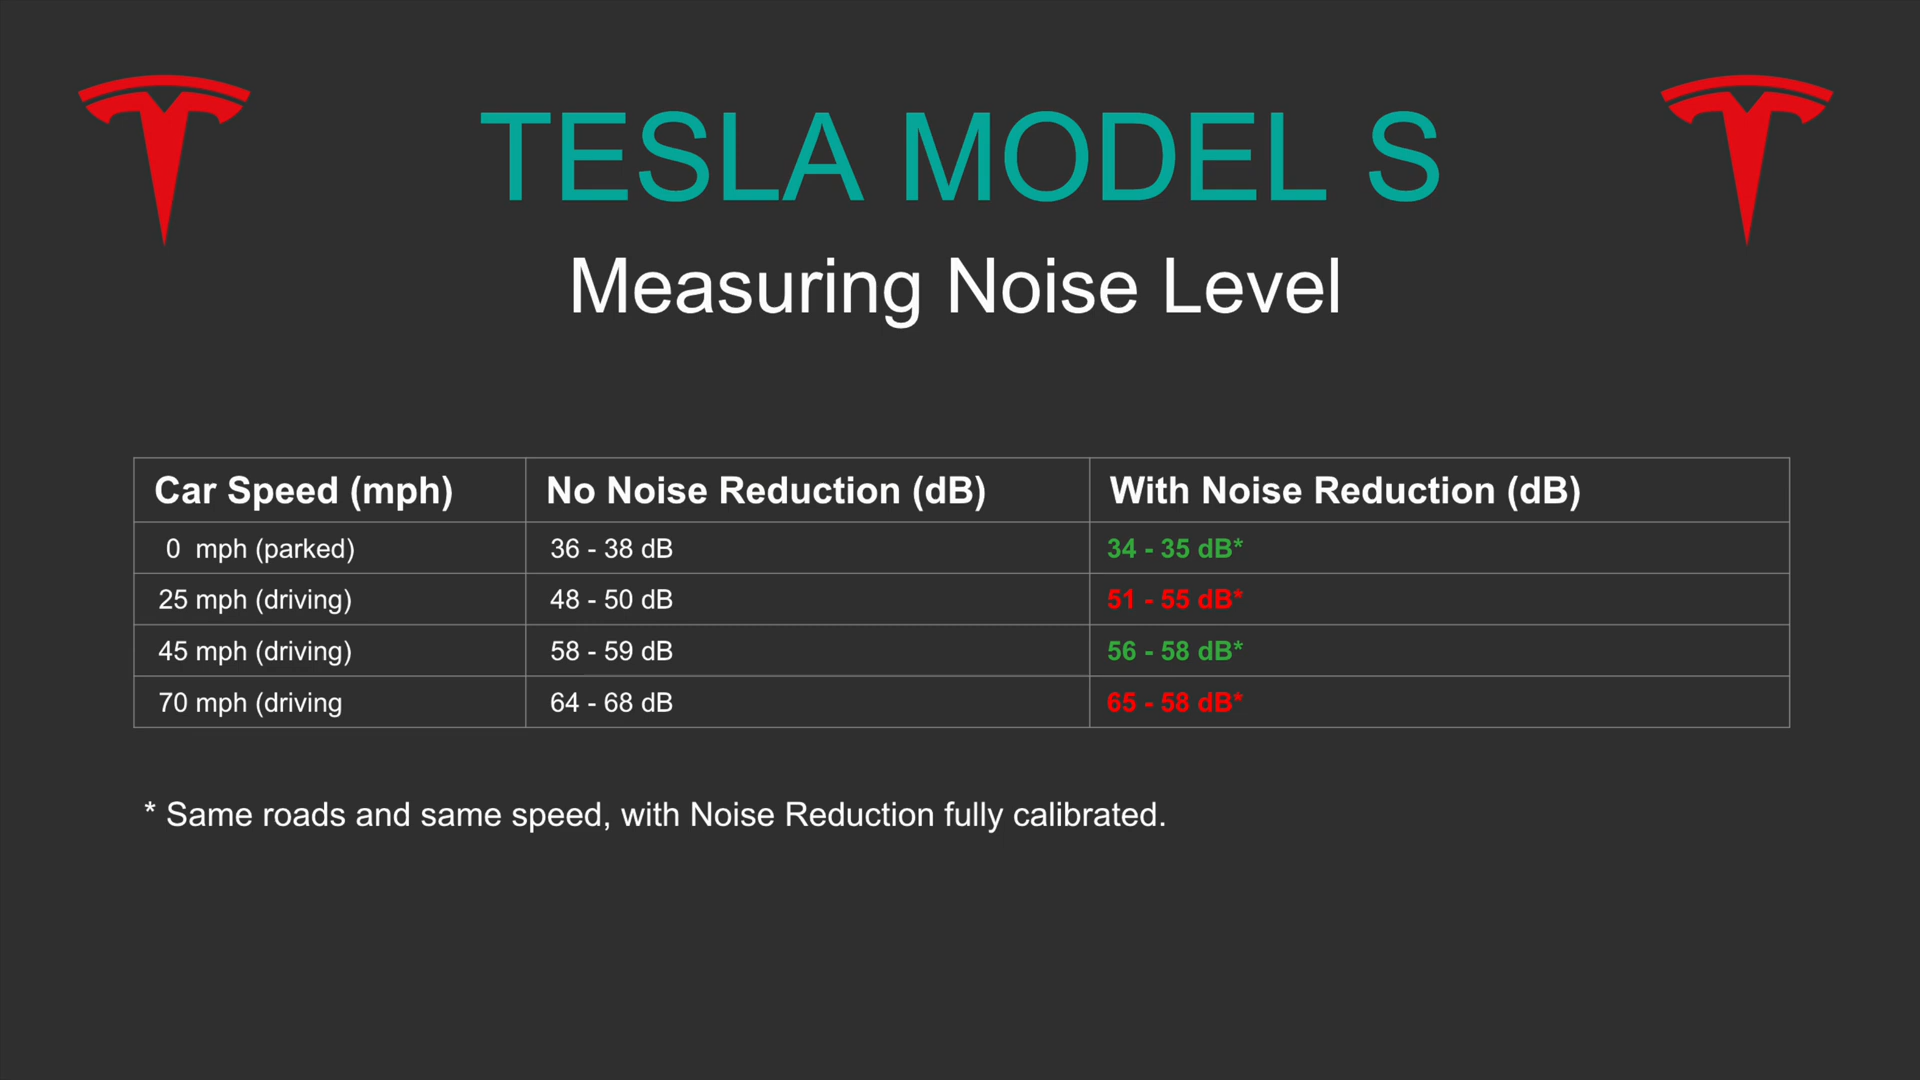 TESLA MODEL S
Measuring Noise Level
Car Speed (mph) No Noise Reduction (dB) With Noise Reduction (dB)
0 mph (parked) 36 - 38 dB 34 - 35 dB*
25 mph (driving) 48 - 50 dB 51 - 55 dB*
45 mph (driving) 58 - 59 dB 56 - 58 dB*
70 mph (driving 64 - 68 dB 65 - 58 dB*
* Same roads and same speed, with Noise Reduction fully calibrated.